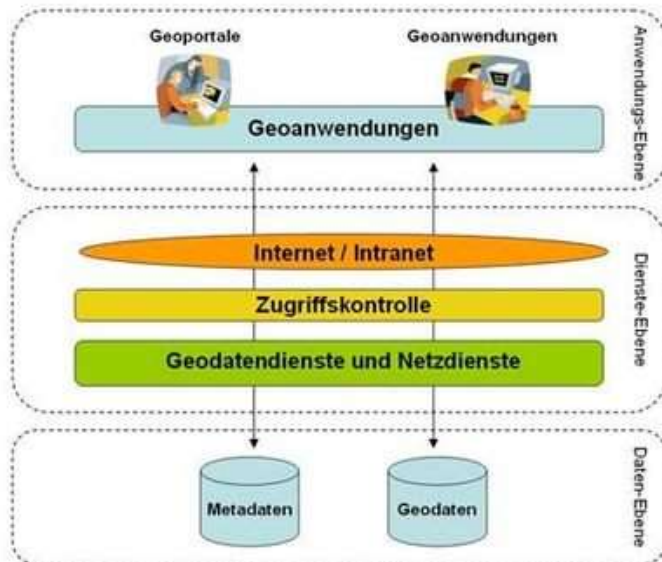 Geoportale
Geoanwendungen
Geoanwendungen
Anwendungs-Ebene
Internet / Intranet
Zugriffskontrolle
Geodatendienste und Netzdienste
Dienste-Ebene
Metadaten
Geodaten
Daten-Ebene